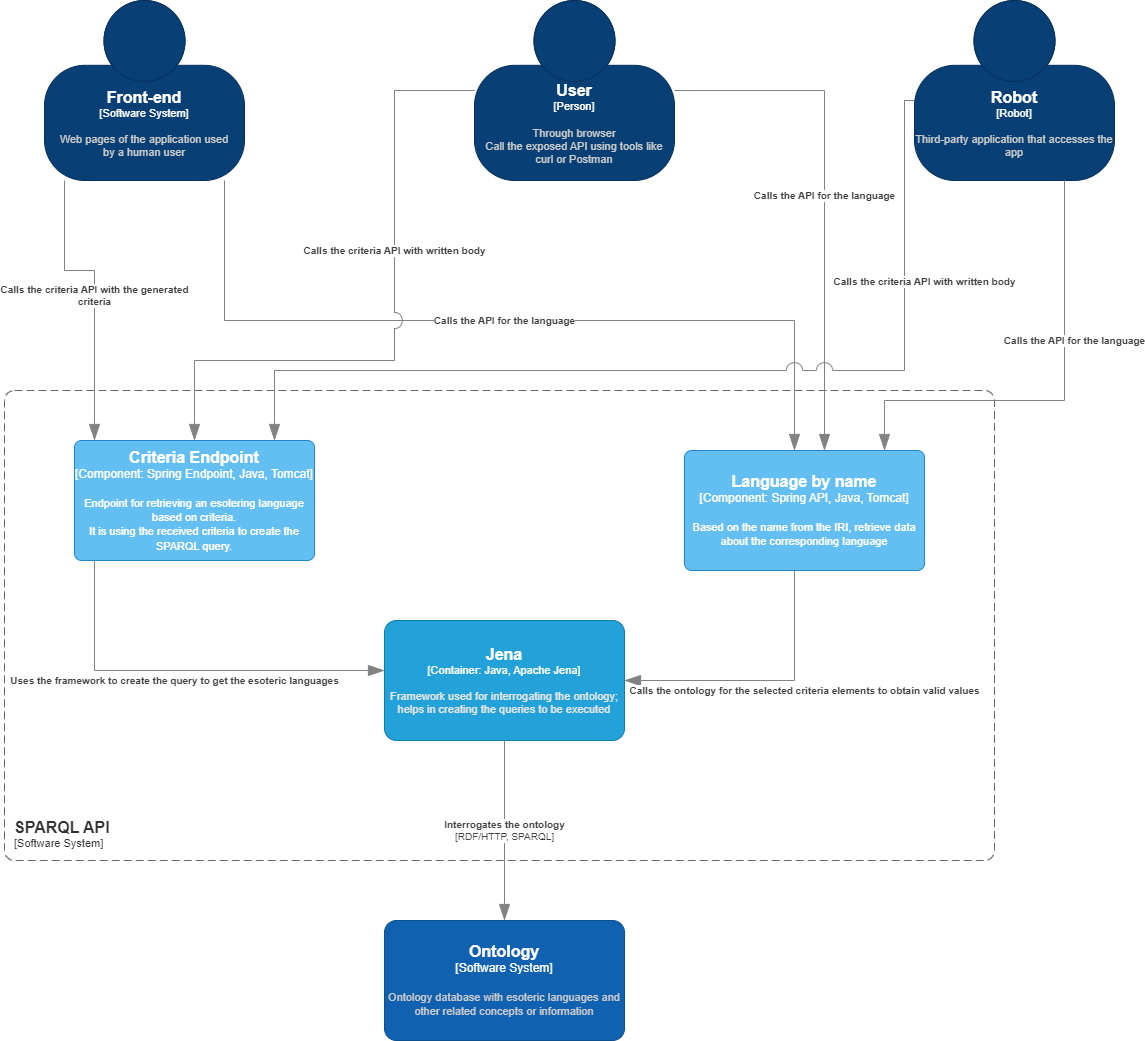 Front-end
[Software System]
Web pages of the application used
by a human user
User
[Person]
Through browser
Call the exposed API using tools like
curl or Postman
Robot
[Robot]
Third-party application that accesses the
app
Calls the API for the language
Calls the criteria API with written body
Calls the criteria API with the generated
criteria
Calls the criteria API with written body
Calls the API for the language
Calls the API for the language
Criteria Endpoint
[Component: Spring Endpoint, Java, Tomcat]
Endpoint for retrieving an esotering language
based on criteria.
It is using the received criteria to create the
SPARQL query.
Language by name
[Component: Spring API, Java, Tomcat]
Based on the name from the IRI, retrieve data
about the corresponding language
Jena
[Container: Java, Apache Jena]
Framework used for interrogating the ontology;
helps in creating the queries to be executed
Uses the framework to create the query to get the esoteric languages
Calls the ontology for the selected criteria elements to obtain valid values
Interrogates the ontology
[RDF/HTTP, SPARQL]
SPARQL API
[Software System]
Ontology
[Software System]
Ontology database with esoteric languages and
other related concepts or information